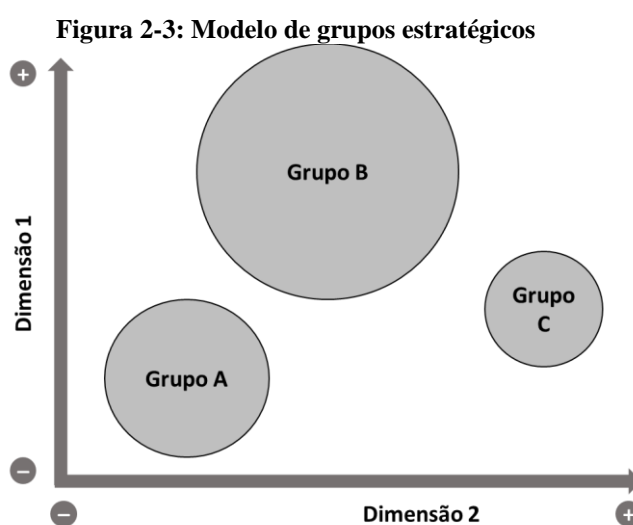 Figura 2-3: Modelo de grupos estratégicos
+
Grupo B
Dimensão 1
Grupo
C
Grupo A
−
−
Dimensão 2
+